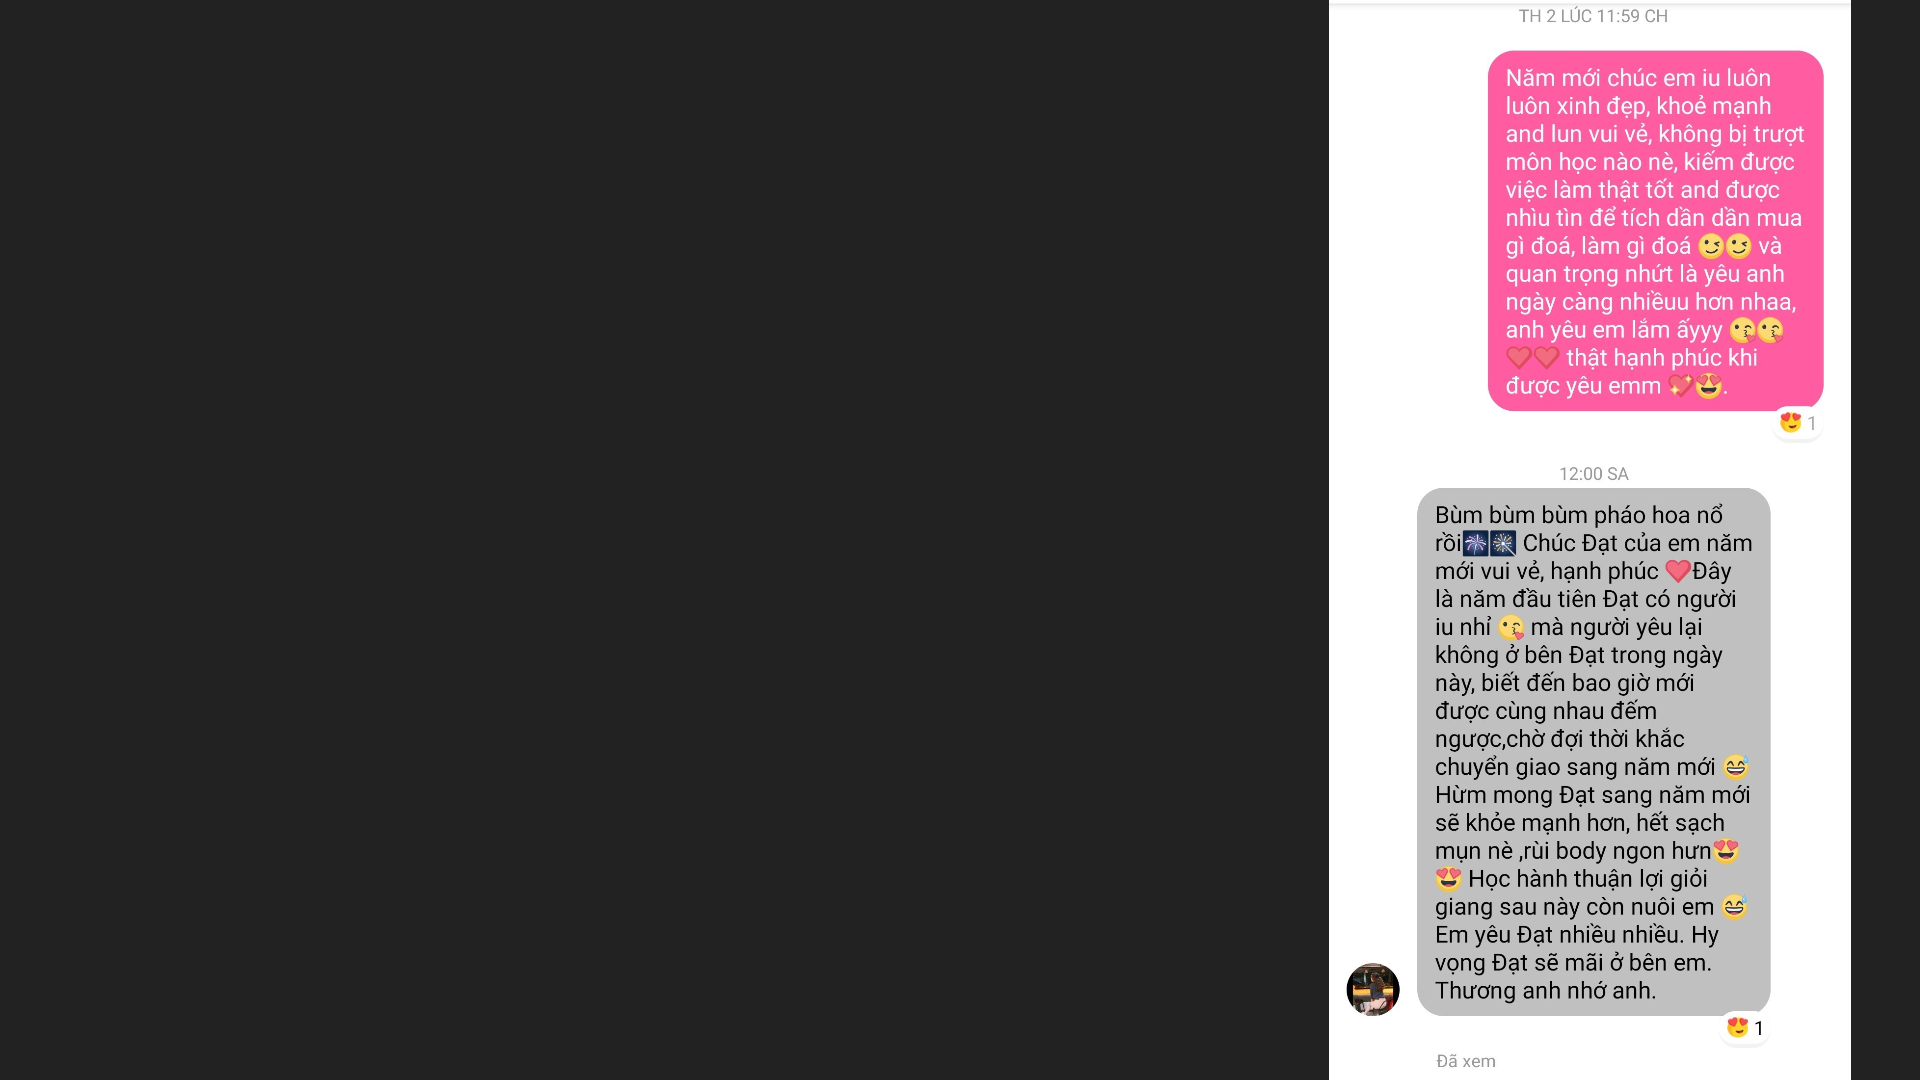 TH 2 LÚC 11:59 CH
Năm mới chúc em iu luôn
luôn xinh đẹp, khoẻ mạnh
and lun vui vẻ, không bị trượt
môn học nào nè, kiếm được
việc làm thật tốt and được
nhìu tìn để tích dần dần mua
gì đoá, làm gì đoá 😉😉 và
quan trọng nhứt là yêu anh
ngày càng nhiềuu hơn nhaa,
anh yêu em lắm ấyyy 😘😘
❤️❤️ thật hạnh phúc khi
được yêu emm 💖😍.
😍 1
12:00 SA
Bùm bùm bùm pháo hoa nổ
rồi🎆🎇 Chúc Đạt của em năm
mới vui vẻ, hạnh phúc ❤️Đây
là năm đầu tiên Đạt có người
iu nhỉ 😘 mà người yêu lại
không ở bên Đạt trong ngày
này, biết đến bao giờ mới
được cùng nhau đếm
ngược,chờ đợi thời khắc
chuyển giao sang năm mới 😅
Hừm mong Đạt sang năm mới
sẽ khỏe mạnh hơn, hết sạch
mụn nè ,rùi body ngon hưn😍
😍 Học hành thuận lợi giỏi
giang sau này còn nuôi em 😅
Em yêu Đạt nhiều nhiều. Hy
vọng Đạt sẽ mãi ở bên em.
Thương anh nhớ anh.
😍 1
Đã xem